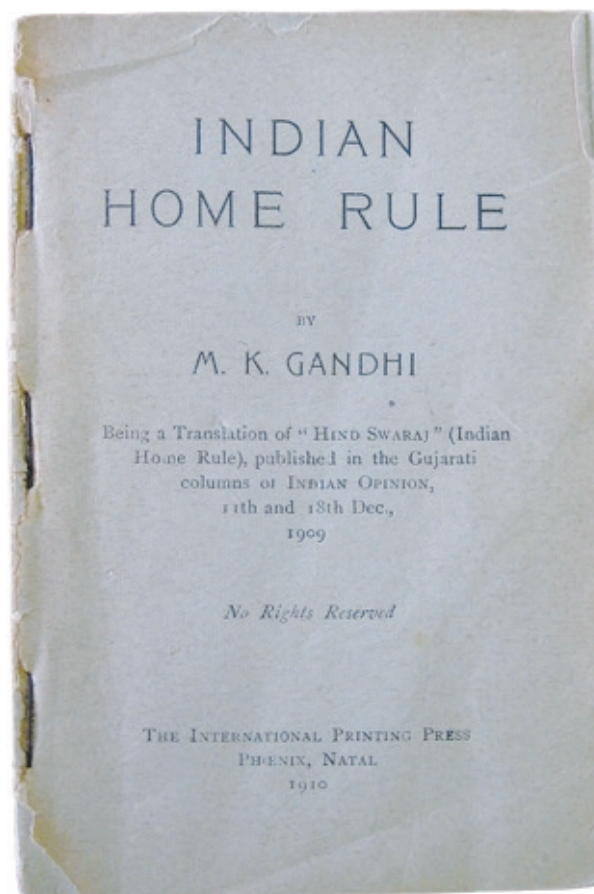 INDIAN
HOME RULE
BY
M. K. GANDHI
Being a Translation of “ HIND SWARAJ ” (Indian
Home Rule), published in the Gujarati
columns of INDIAN OPINION,
11th and 18th Dec.,
1909
No Rights Reserved
THE INTERNATIONAL PRINTING PRESS
PHŒNIX, NATAL
1910